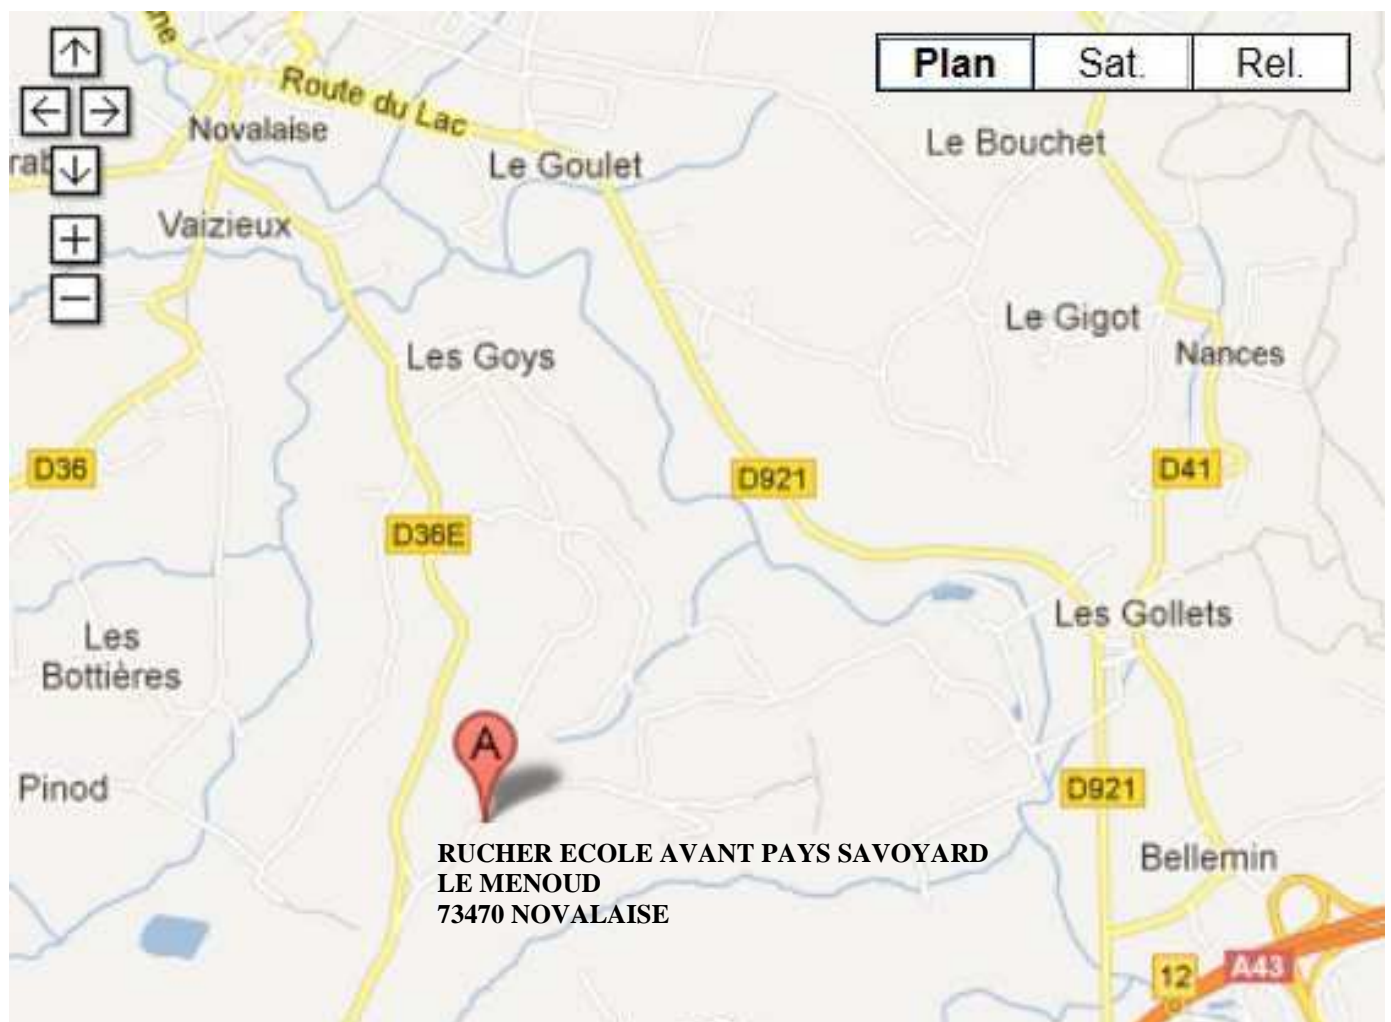 Plan
Sat.
Rel.
Route du Lac
Novalaise
Le Goulet
Le Bouchet
Vaizieux
Le Gigot
Nances
Les Goys
D36
D921
D41
D36E
Les Gollets
Les
Bottières
A
Pinod
D921
RUCHER ECOLE AVANT PAYS SAVOYARD
LE MENOUD
73470 NOVALAISE
Bellemin
12
A43